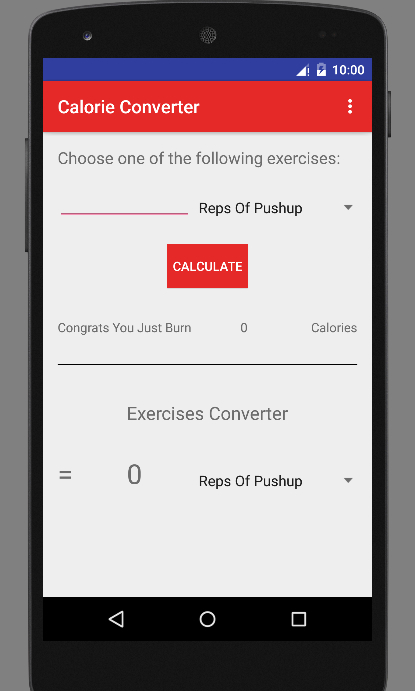 10:00
Calorie Converter
Choose one of the following exercises:
Reps Of Pushup
CALCULATE
Congrats You Just Burn 0 Calories
Exercises Converter
= 0 Reps Of Pushup